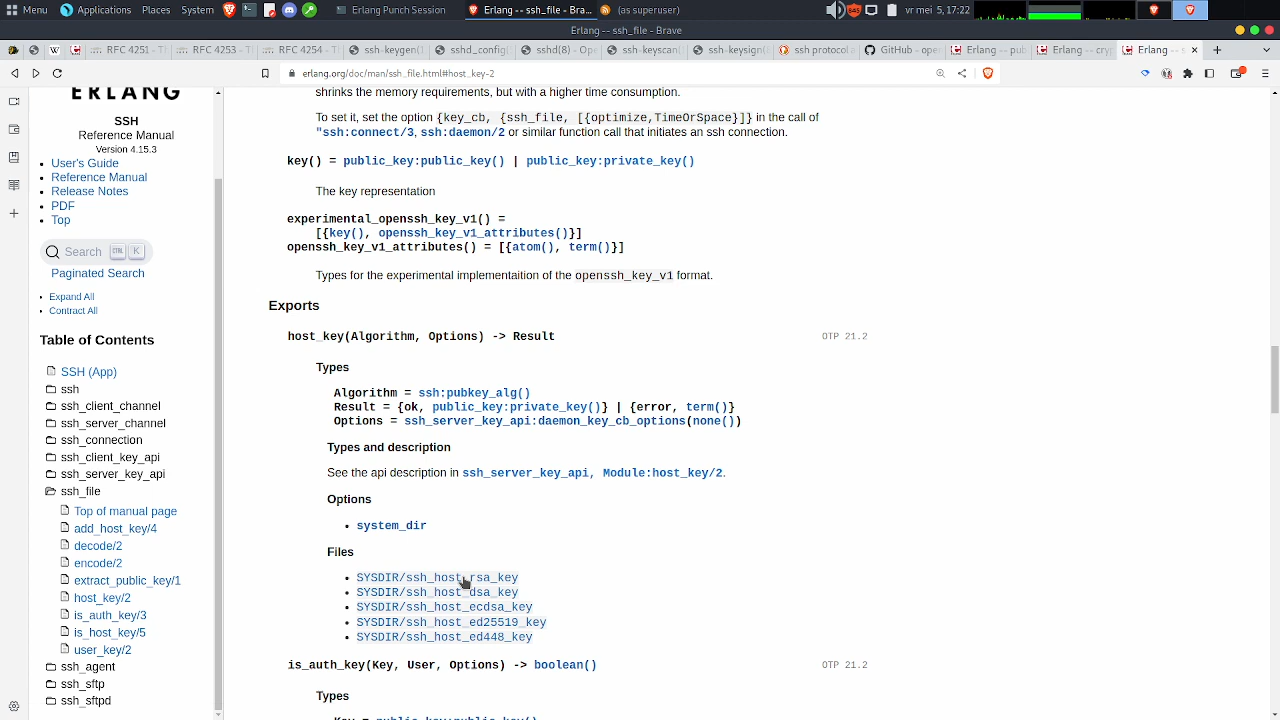 Menu Applications Places System Erlang Punchsession Erlang -- ssh_file - Bra... (as superuser) 845 vr mei 5, 17:22
Erlang -- ssh_file - Brave
RFC 4251 - T RFC 4253 - T RFC 4254 - T ssh-keygen(1 sshd_config sshd(8) - Ope ssh-keyscan( ssh-keysign( ssh protocol GitHub - open Erlang -- pub Erlang -- cryp Erlang -- s
erlang.org/doc/man/ssh_file.html#host_key-2
ERLANG
SSH
Reference Manual
Version 4.15.3
User's Guide
Reference Manual
Release Notes
PDF
Top
Search CTRL K
Paginated Search
Expand All
Contract All
Table of Contents
SSH (App)
ssh
ssh_client_channel
ssh_server_channel
ssh_connection
ssh_client_key_api
ssh_server_key_api
ssh_file
Top of manual page
add_host_key/4
decode/2
encode/2
extract_public_key/1
host_key/2
is_auth_key/3
is_host_key/5
user_key/2
ssh_agent
ssh_sftp
ssh_sftpd
shrinks the memory requirements, but with a higher time consumption.
To set it, set the option {key_cb, {ssh_file, [{optimize,TimeOrSpace}]} in the call of
"ssh:connect/3, ssh:daemon/2 or similar function call that initiates an ssh connection.
key() = public_key:public_key() | public_key:private_key()
The key representation
experimental_openssh_key_v1() =
[{key(), openssh_key_v1_attributes()}]
openssh_key_v1_attributes() = [{atom(), term()}]
Types for the experimental implementaition of the openssh_key_v1 format.
Exports
host_key(Algorithm, Options) -> Result OTP 21.2
Types
Algorithm = ssh:pubkey_alg()
Result = {ok, public_key:private_key()} | {error, term()}
Options = ssh_server_key_api:daemon_key_cb_options(none())
Types and description
See the api description in ssh_server_key_api, Module:host_key/2.
Options
system_dir
Files
SYSDIR/ssh_host_rsa_key
SYSDIR/ssh_host_dsa_key
SYSDIR/ssh_host_ecdsa_key
SYSDIR/ssh_host_ed25519_key
SYSDIR/ssh_host_ed448_key
is_auth_key(Key, User, Options) -> boolean() OTP 21.2
Types
Key = public_key:public_key()